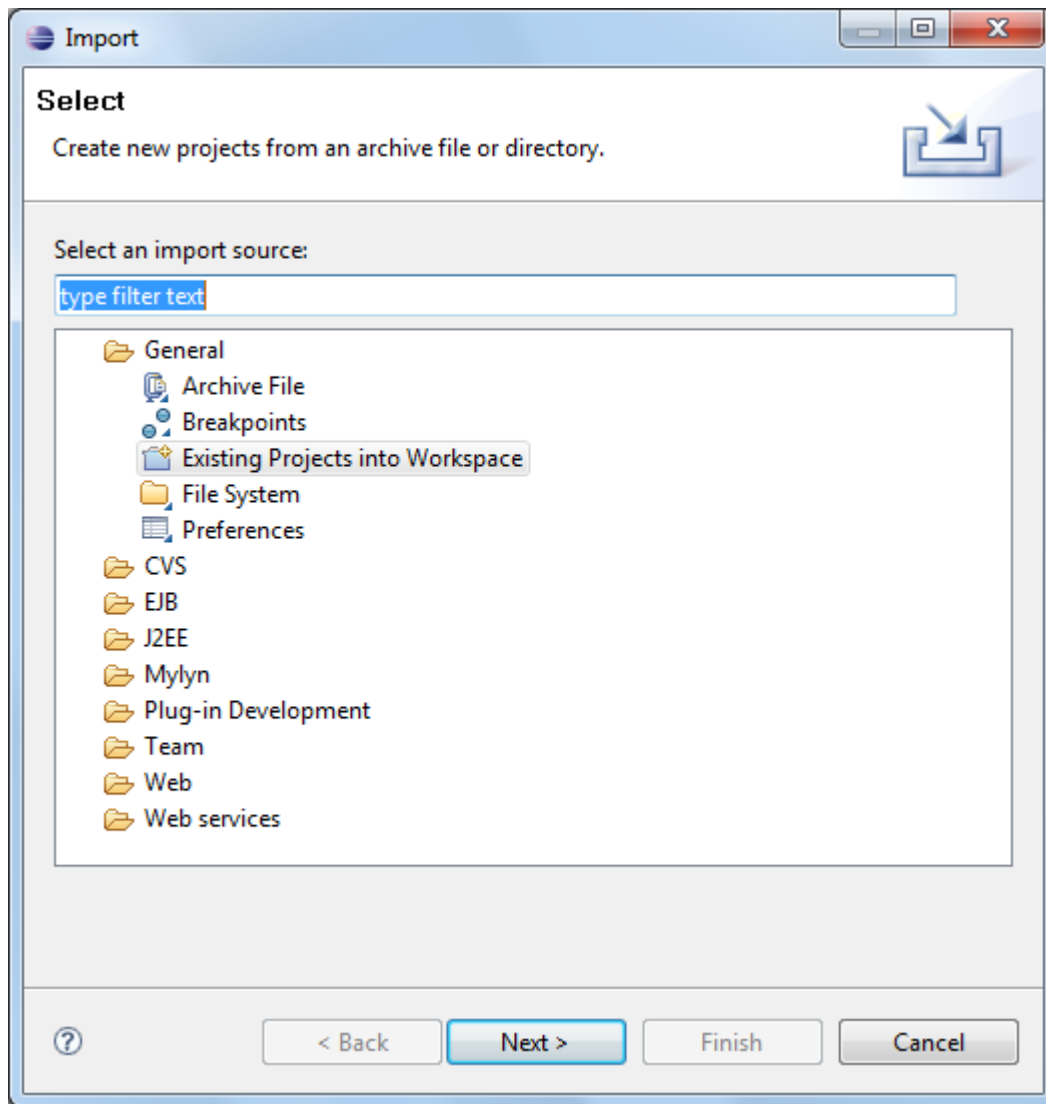 Import
Select
Create new projects from an archive file or directory.
Select an import source:
type filter text
General
Archive File
Breakpoints
Existing Projects into Workspace
File System
Preferences
CVS
EJB
J2EE
Mylyn
Plug-in Development
Team
Web
Web services
? < Back Next > Finish Cancel